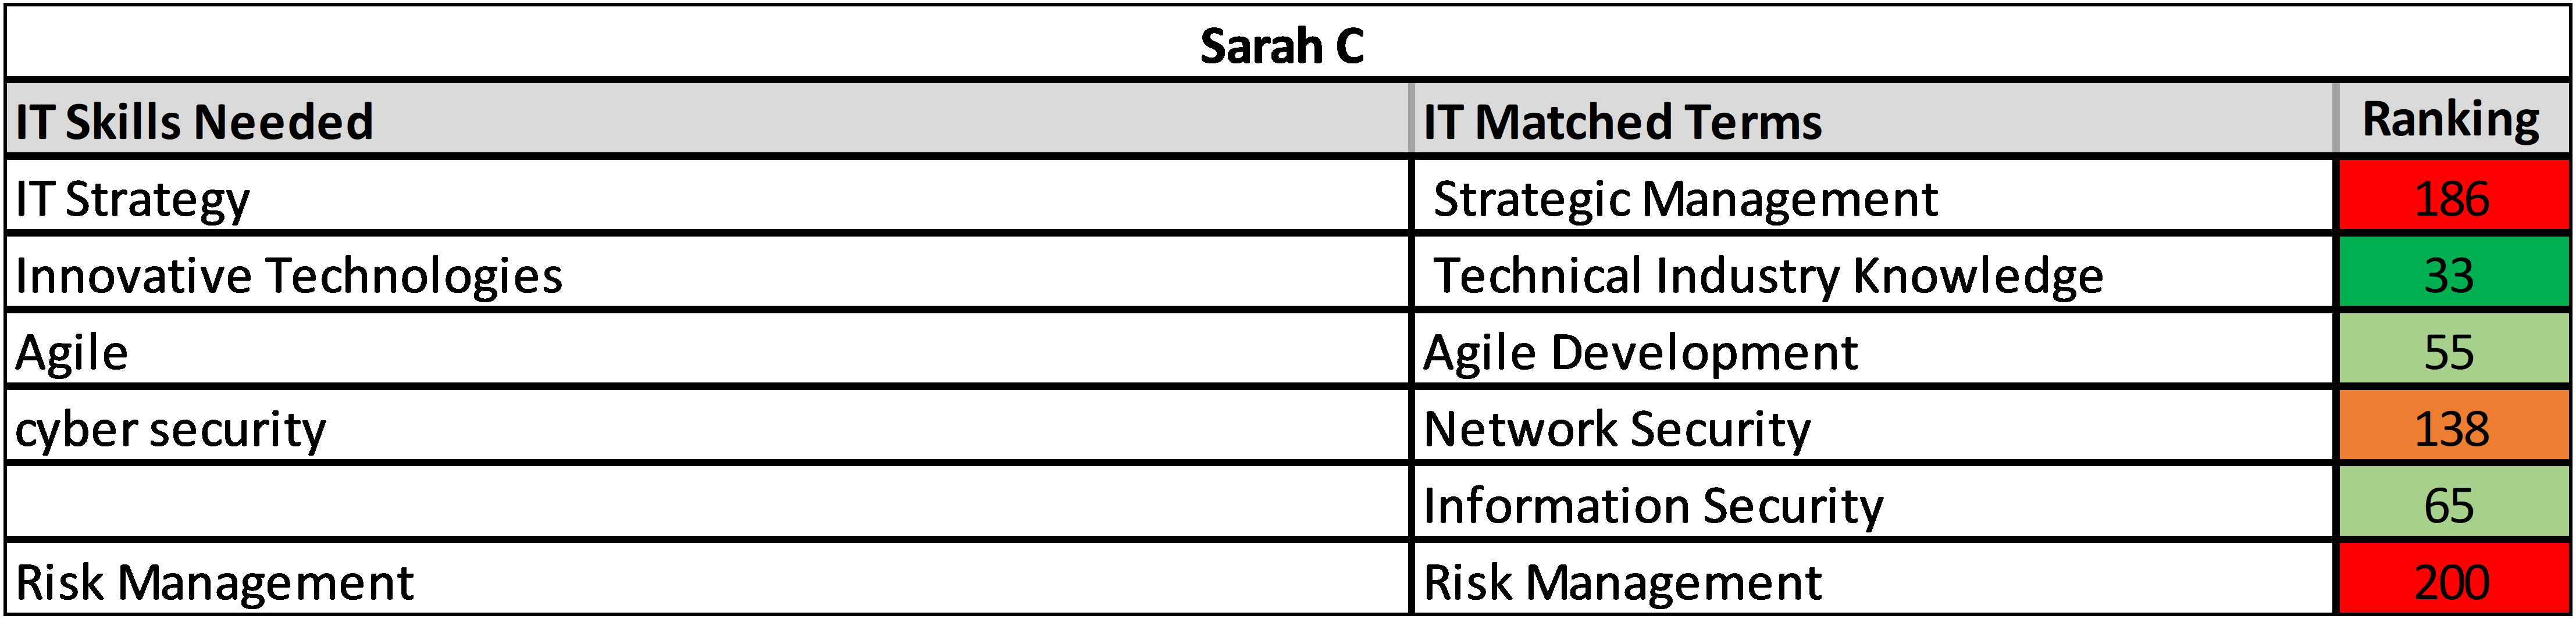 Sarah C
IT Skills Needed IT Matched Terms Ranking
IT Strategy Strategic Management 186
Innovative Technologies Technical Industry Knowledge 33
Agile Agile Development 55
cyber security Network Security 138
Information Security 65
Risk Management Risk Management 200